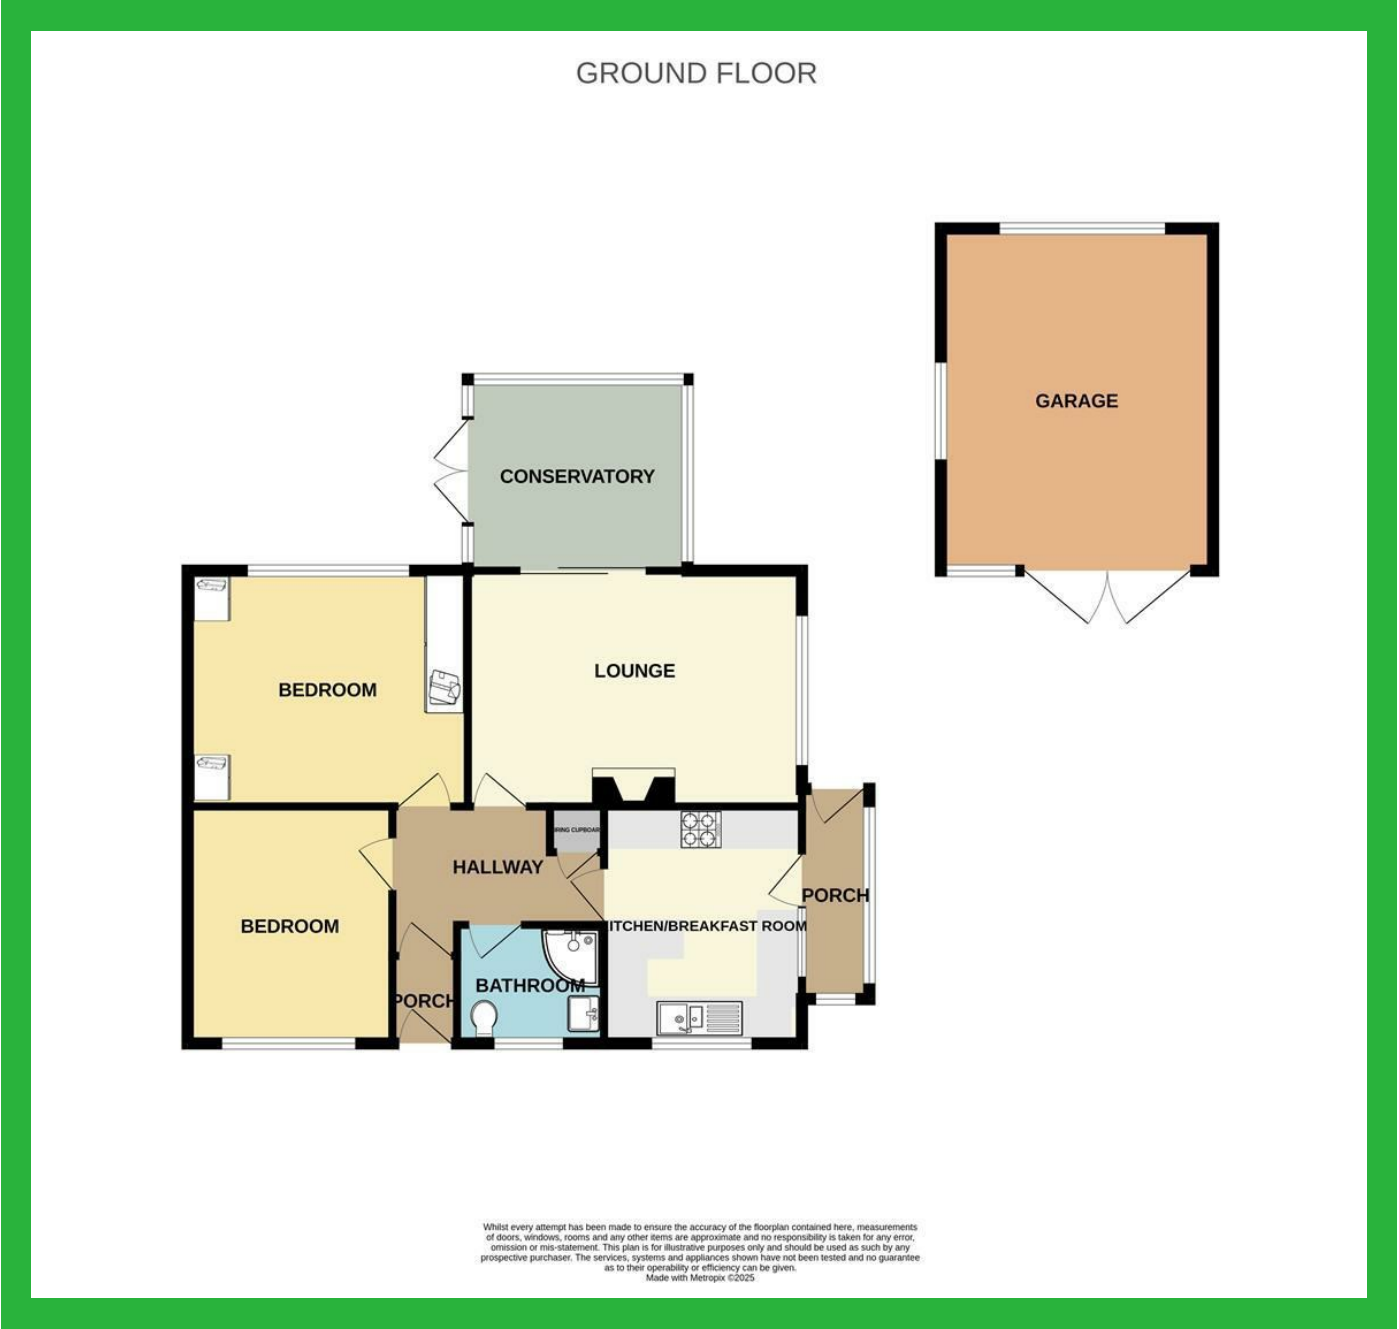 GROUND FLOOR
GARAGE
CONSERVATORY
LOUNGE
BEDROOM
HALLWAY
PORCH
BEDROOM
ITCHEN/BREAKFAST ROOM
BATHROOM
PORCH
IRING CUPBOAR
Whilst every attempt has been made to ensure the accuracy of the floorplan contained here, measurements
of doors, windows, rooms and any other items are approximate and no responsibility is taken for any error,
omission or mis-statement. This plan is for illustrative purposes only and should be used as such by any
prospective purchaser. The services, systems and appliances shown have not been tested and no guarantee
as to their operability or efficiency can be given.
Made with Metropix ©2025